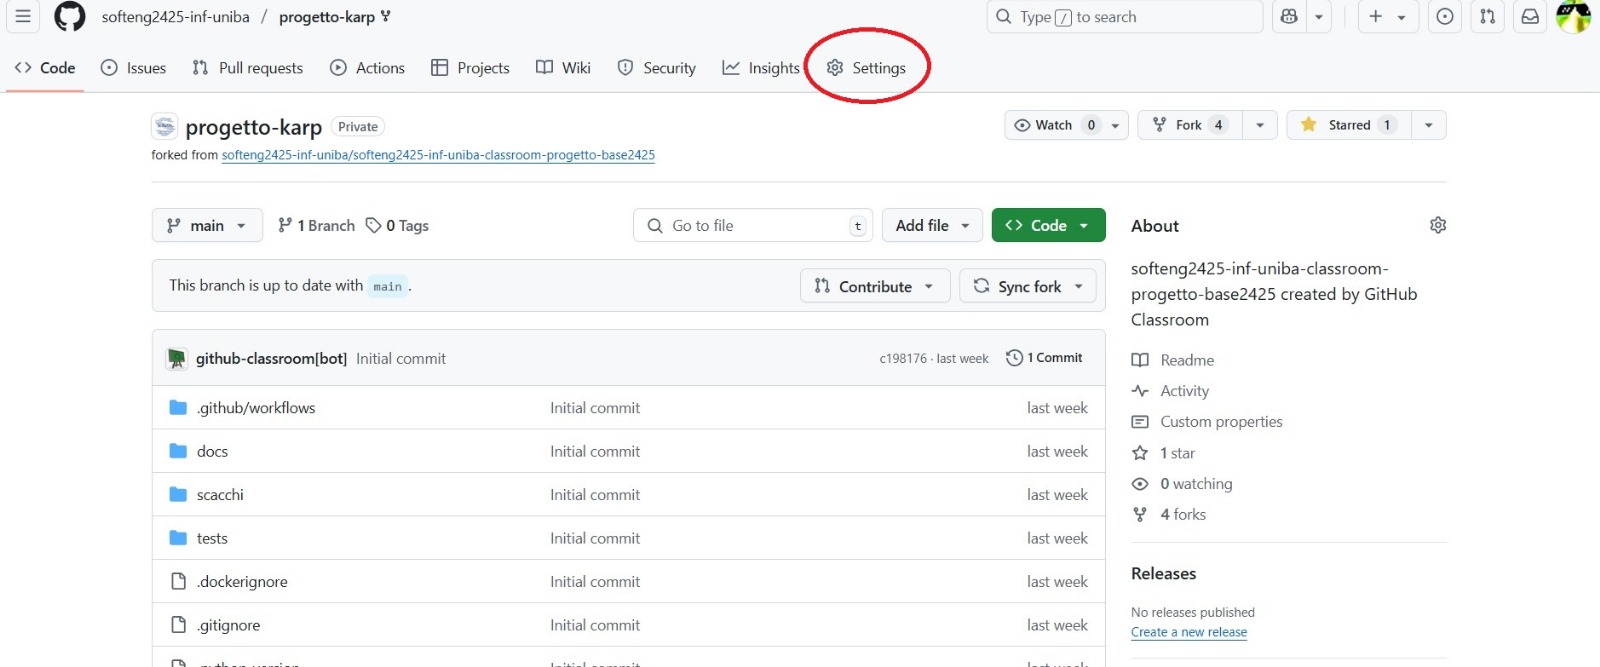 softeng2425-inf-uniba / progetto-karp
Type / to search
Code Issues Pull requests Actions Projects Wiki Security Insights Settings
progetto-karp Private
Watch 0 Fork 4 Starred 1
forked from softeng2425-inf-uniba/softeng2425-inf-uniba-classroom-progetto-base2425
main 1 Branch 0 Tags
Go to file t
Add file
Code
This branch is up to date with main .
Contribute Sync fork
github-classroom[bot] Initial commit c198176 · last week 1 Commit
.github/workflows Initial commit last week
docs Initial commit last week
scacchi Initial commit last week
tests Initial commit last week
.dockerignore Initial commit last week
.gitignore Initial commit last week
.python-version Initial commit last week
About
softeng2425-inf-uniba-classroom-
progetto-base2425 created by GitHub
Classroom
Readme
Activity
Custom properties
1 star
0 watching
4 forks
Releases
No releases published
Create a new release